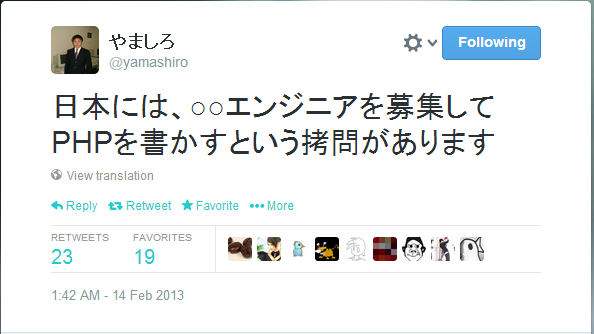 やましろ
@yamashiro
Following
日本には、○○エンジニアを募集して
PHPを書かすという拷問があります
View translation
Reply Retweet Favorite More
RETWEETS FAVORITES
23 19
1:42 AM - 14 Feb 2013